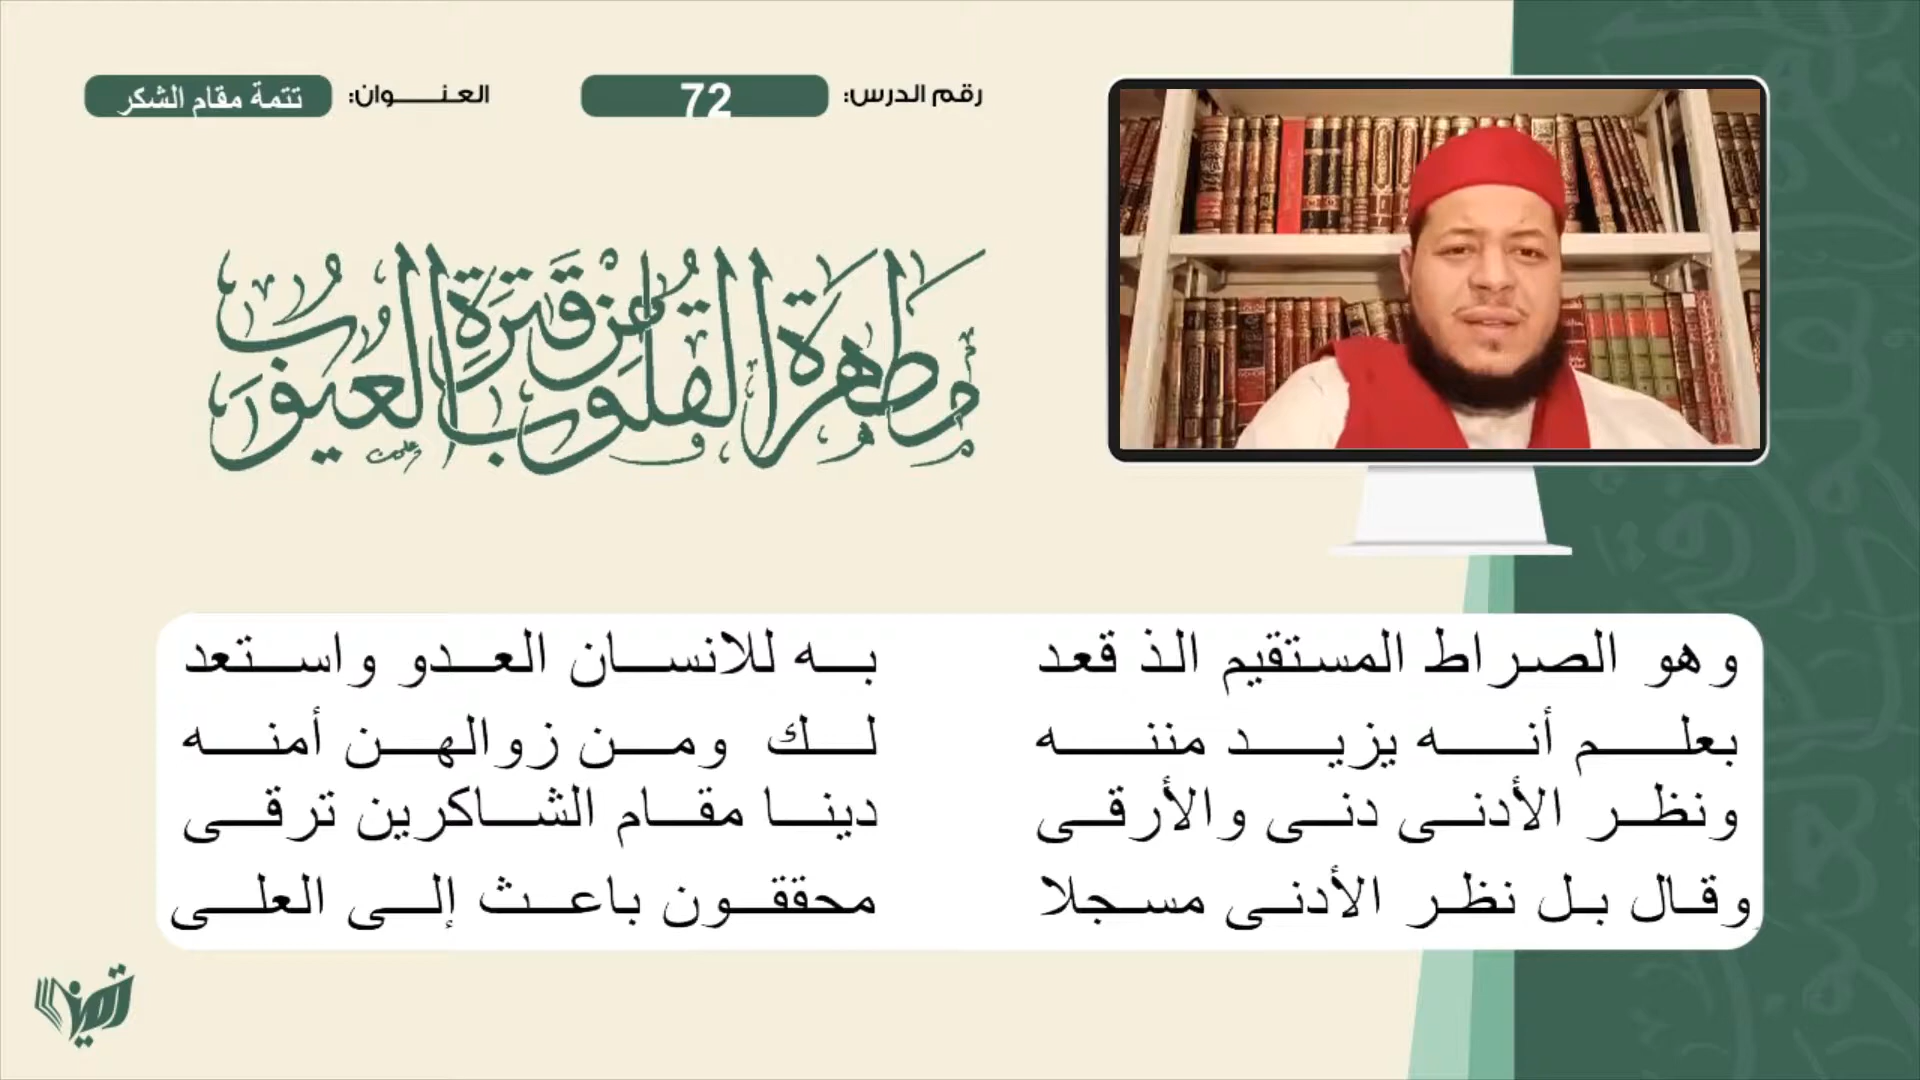 رقم الدرس: 72
العنـــــوان: تتمة مقام الشكر
مطهرة القلوب من قترة العيوب
وهو الصراط المستقيم الذ قعد به للانسان العدو واستعد
بعلم أنه يزيد مننه لك ومن زوالهن أمنه
ونظر الأدنى دنى والأرقى دينا مقام الشاكرين ترقى
وقال بل نظر الأدنى مسجلا محققون باعث إلى العلى
تميز